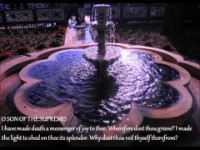 O SON OF THE SUPREME!
I have made death a messenger of joy to thee. Wherefore dost thou grieve? I made
the light to shed on thee its splendor. Why dost thou veil thyself therefrom?